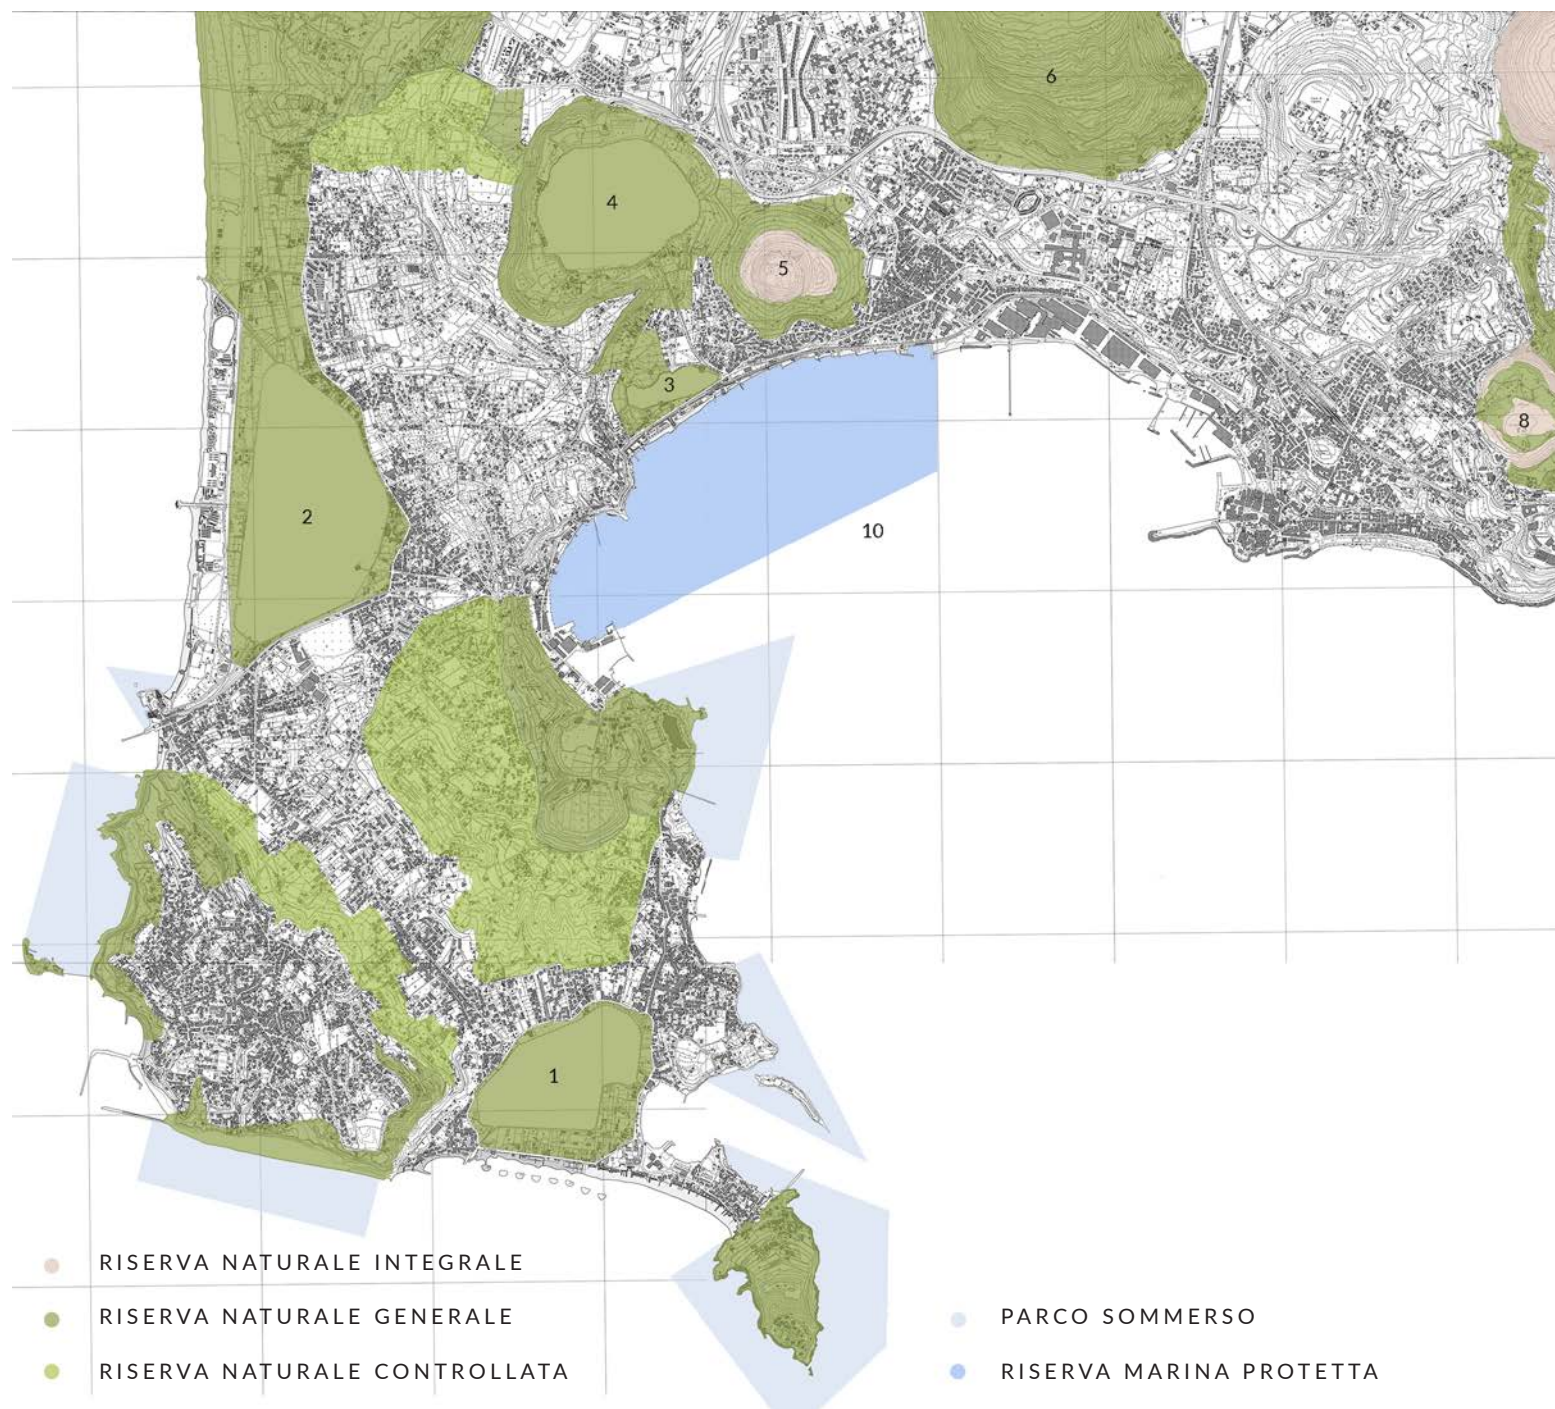 6
4
5
3
8
2
10
1
RISERVA NATURALE INTEGRALE
RISERVA NATURALE GENERALE
PARCO SOMMERSO
RISERVA NATURALE CONTROLLATA
RISERVA MARINA PROTETTA